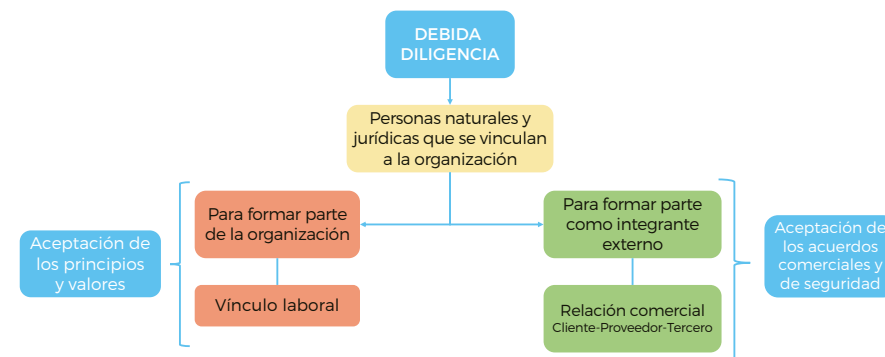 DEBIDA
DILIGENCIA
Personas naturales y
jurídicas que se vinculan
a la organización
Para formar parte
de la organización
Para formar parte
como integrante
externo
Aceptación de
los principios
y valores
Aceptación de
los acuerdos
comerciales y
de seguridad
Vínculo laboral
Relación comercial
Cliente-Proveedor-Tercero